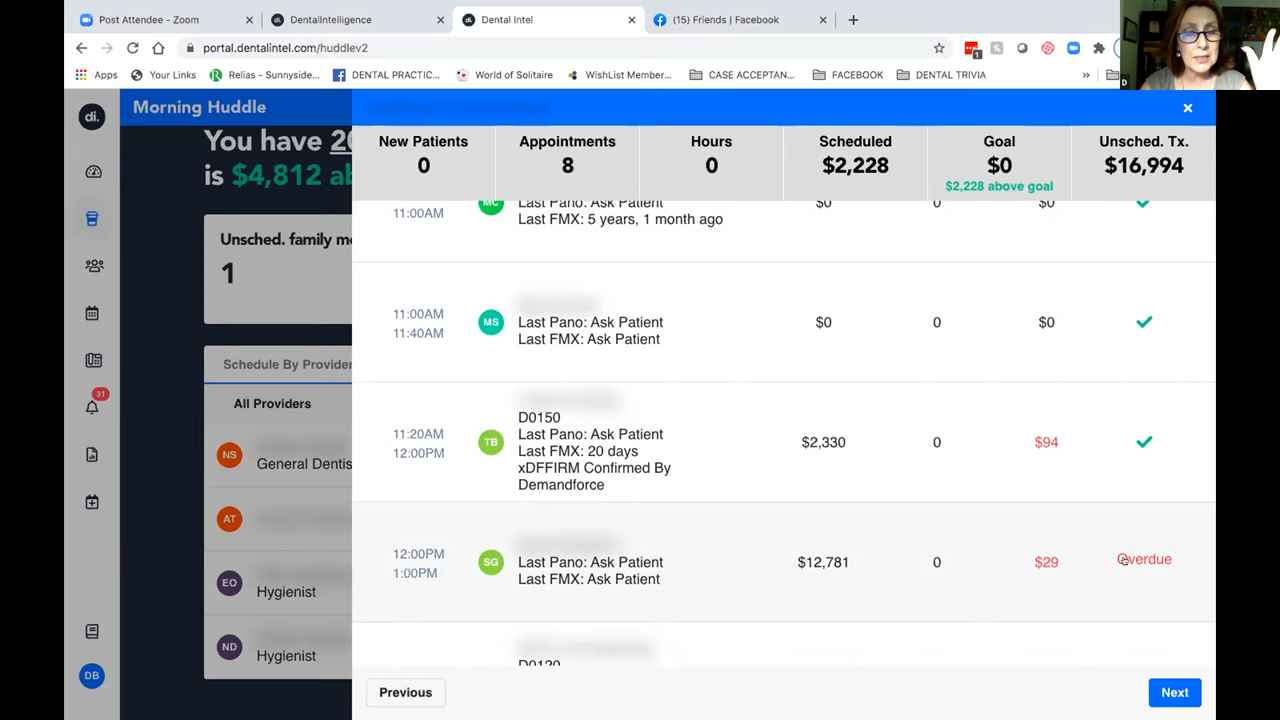 Post Attendee - Zoom
DentalIntelligence
Dental Intel
(15) Friends | Facebook
portal.dentalintel.com/huddlev2
1
Apps
Your Links
Relias - Sunnyside...
DENTAL PRACTIC...
World of Solitaire
WishList Member...
CASE ACCEPTAN...
FACEBOOK
DENTAL TRIVIA
»
D
di.
Morning Huddle
You have 20
is $4,812 ab
Unsched. family me
1
Schedule By Provider
All Providers
NS
General Dentis
AT
EO
Hygienist
ND
Hygienist
31
DB
New Patients
0
Appointments
8
Hours
0
Scheduled
$2,228
Goal
$0
$2,228 above goal
Unsched. Tx.
$16,994
11:00AM
MC
Last Pano: Ask Patient
Last FMX: 5 years, 1 month ago
$0
0
$0
11:00AM
11:40AM
MS
Last Pano: Ask Patient
Last FMX: Ask Patient
$0
0
$0
11:20AM
12:00PM
TB
D0150
Last Pano: Ask Patient
Last FMX: 20 days
xDFFIRM Confirmed By
Demandforce
$2,330
0
$94
12:00PM
1:00PM
SG
Last Pano: Ask Patient
Last FMX: Ask Patient
$12,781
0
$29
Overdue
D0120
Previous
Next